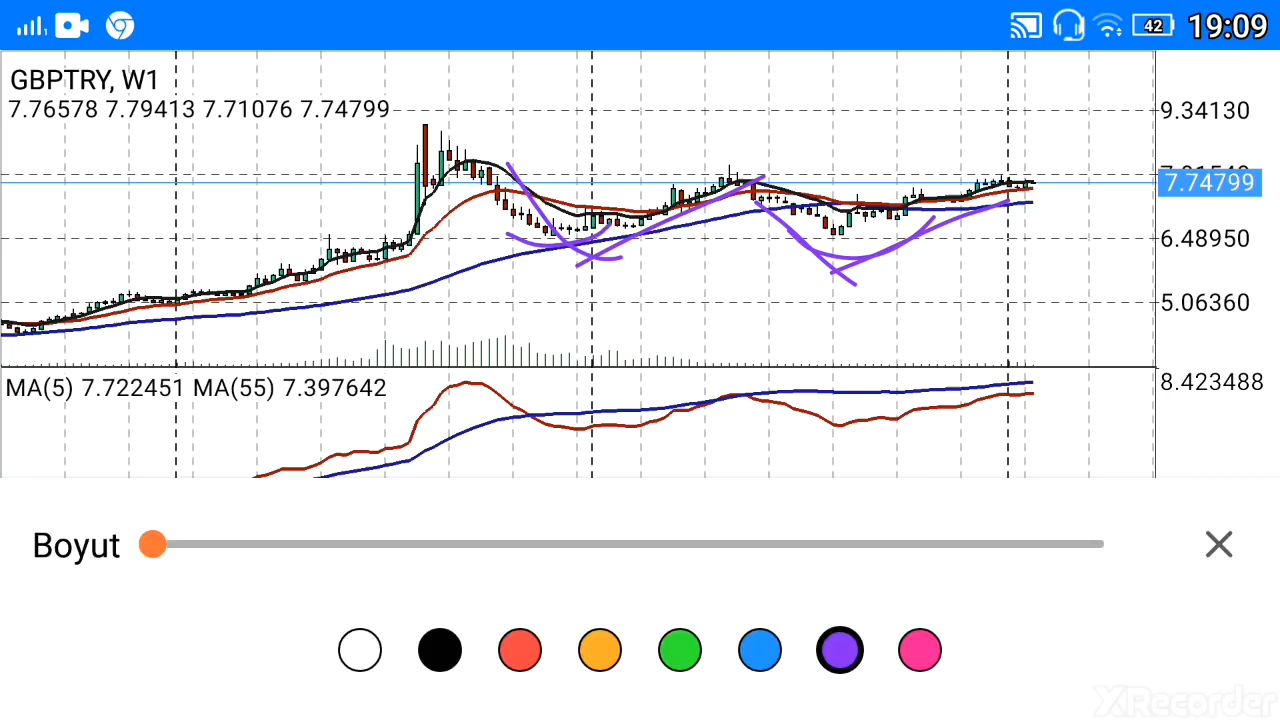 42 19:09
GBPTRY, W1
7.76578 7.79413 7.71076 7.74799
9.34130
7.74799
6.48950
5.06360
MA(5) 7.722451 MA(55) 7.397642
8.423488
Boyut
XRecorder